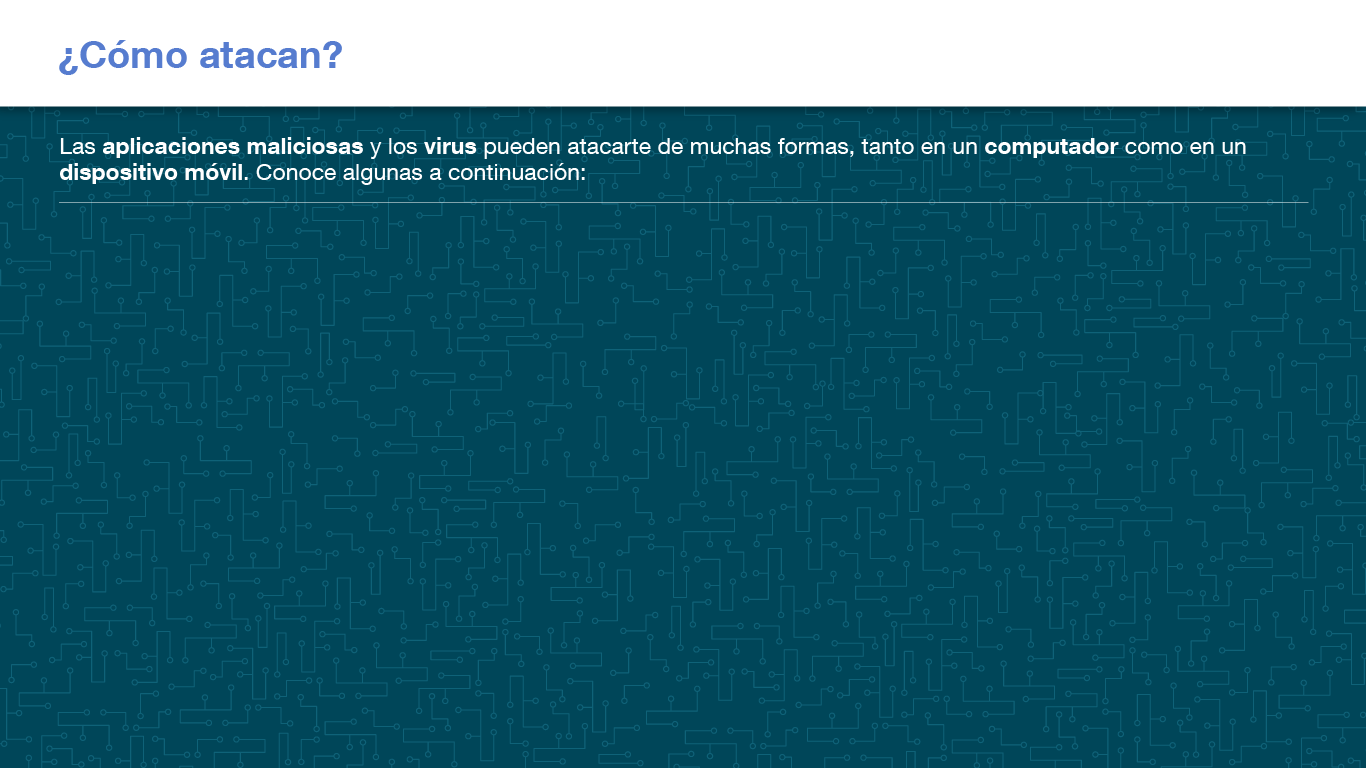 ¿Cómo atacan?
Las aplicaciones maliciosas y los virus pueden atacarte de muchas formas, tanto en un computador como en un
dispositivo móvil. Conoce algunas a continuación: